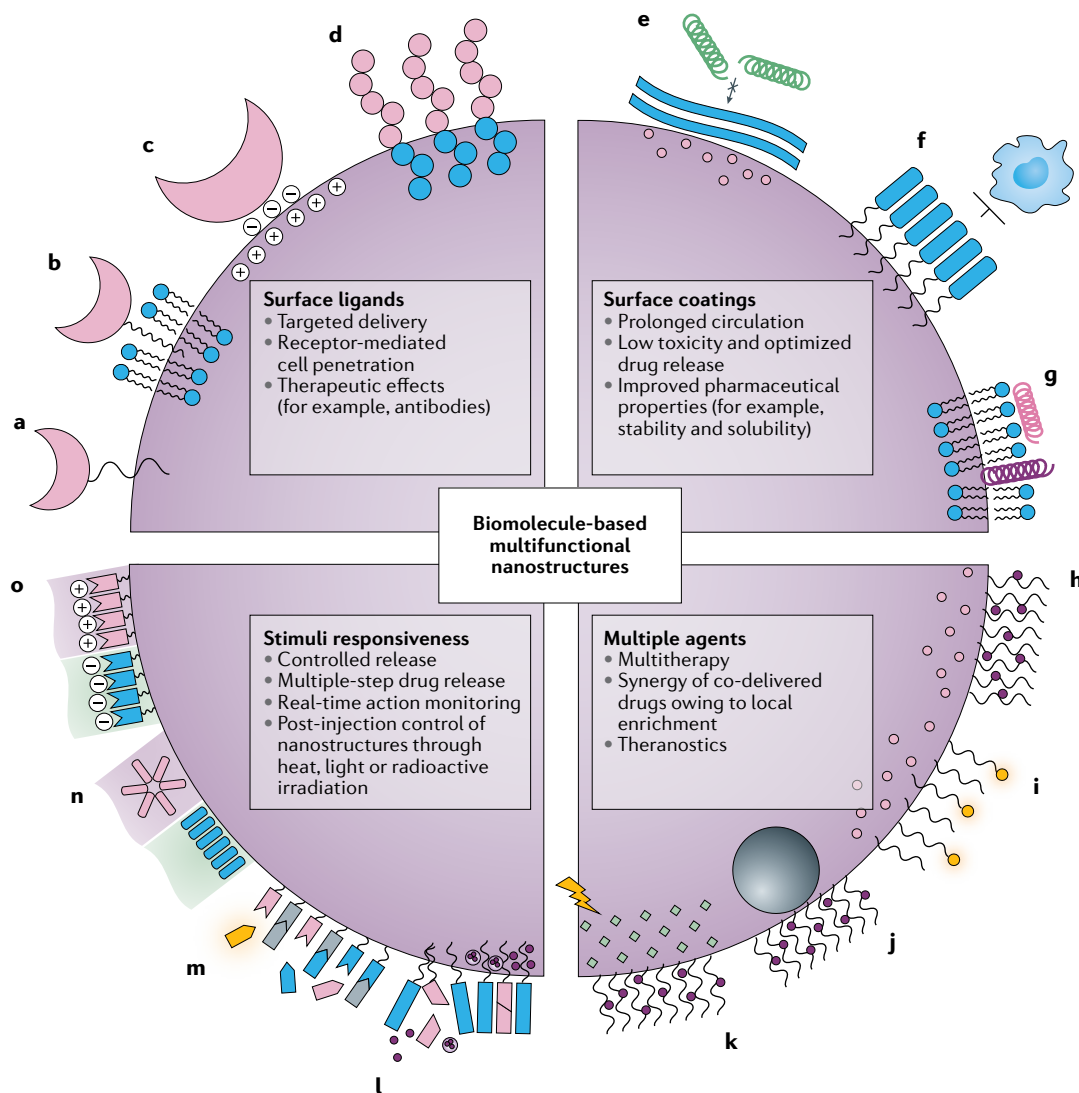 a
b
c
d
e
f
g
h
i
j
k
l
m
n
o
Surface ligands
• Targeted delivery
• Receptor-mediated
cell penetration
• Therapeutic effects
(for example, antibodies)
Surface coatings
• Prolonged circulation
• Low toxicity and optimized
drug release
• Improved pharmaceutical
properties (for example,
stability and solubility)
Biomolecule-based
multifunctional
nanostructures
Stimuli responsiveness
• Controlled release
• Multiple-step drug release
• Real-time action monitoring
• Post-injection control of
nanostructures through
heat, light or radioactive
irradiation
Multiple agents
• Multitherapy
• Synergy of co-delivered
drugs owing to local
enrichment
• Theranostics
− − − −
+ + + + + +
+
+
+
+
−
−
−
−